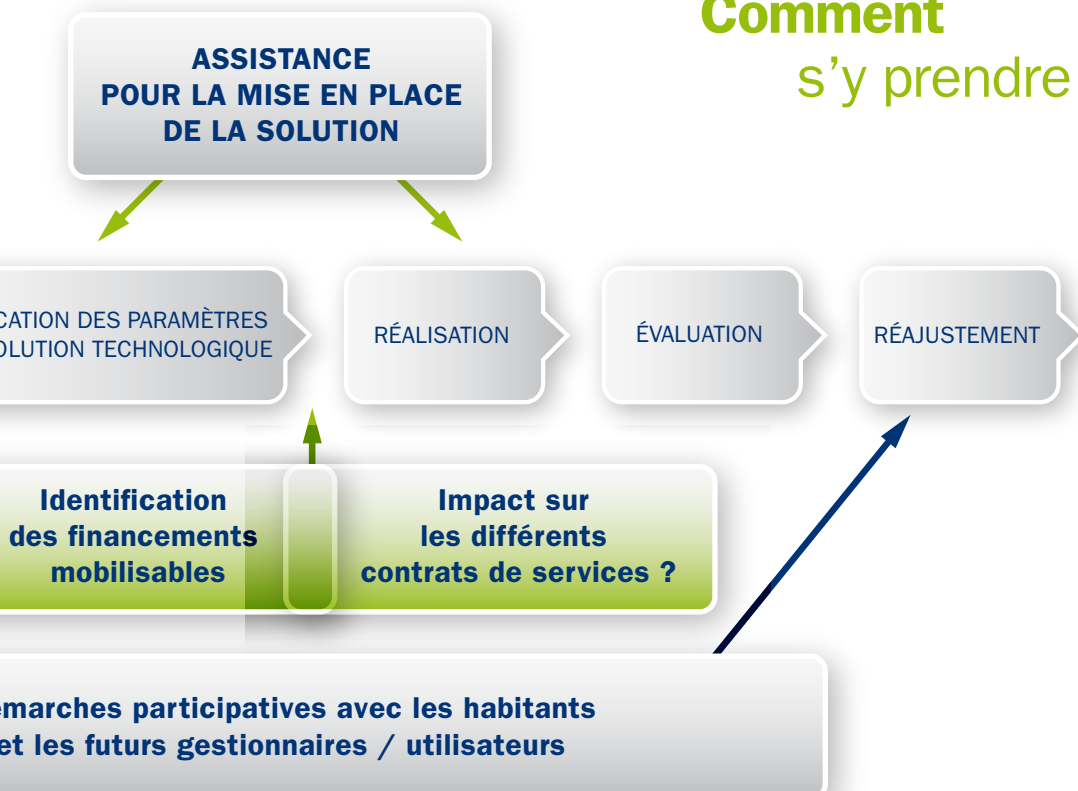 Comment
s’y prendre
ASSISTANCE
POUR LA MISE EN PLACE
DE LA SOLUTION
CATION DES PARAMÈTRES
OLUTION TECHNOLOGIQUE
RÉALISATION
ÉVALUATION
RÉAJUSTEMENT
Identification
des financements
mobilisables
Impact sur
les différents
contrats de services ?
émarches participatives avec les habitants
et les futurs gestionnaires / utilisateurs